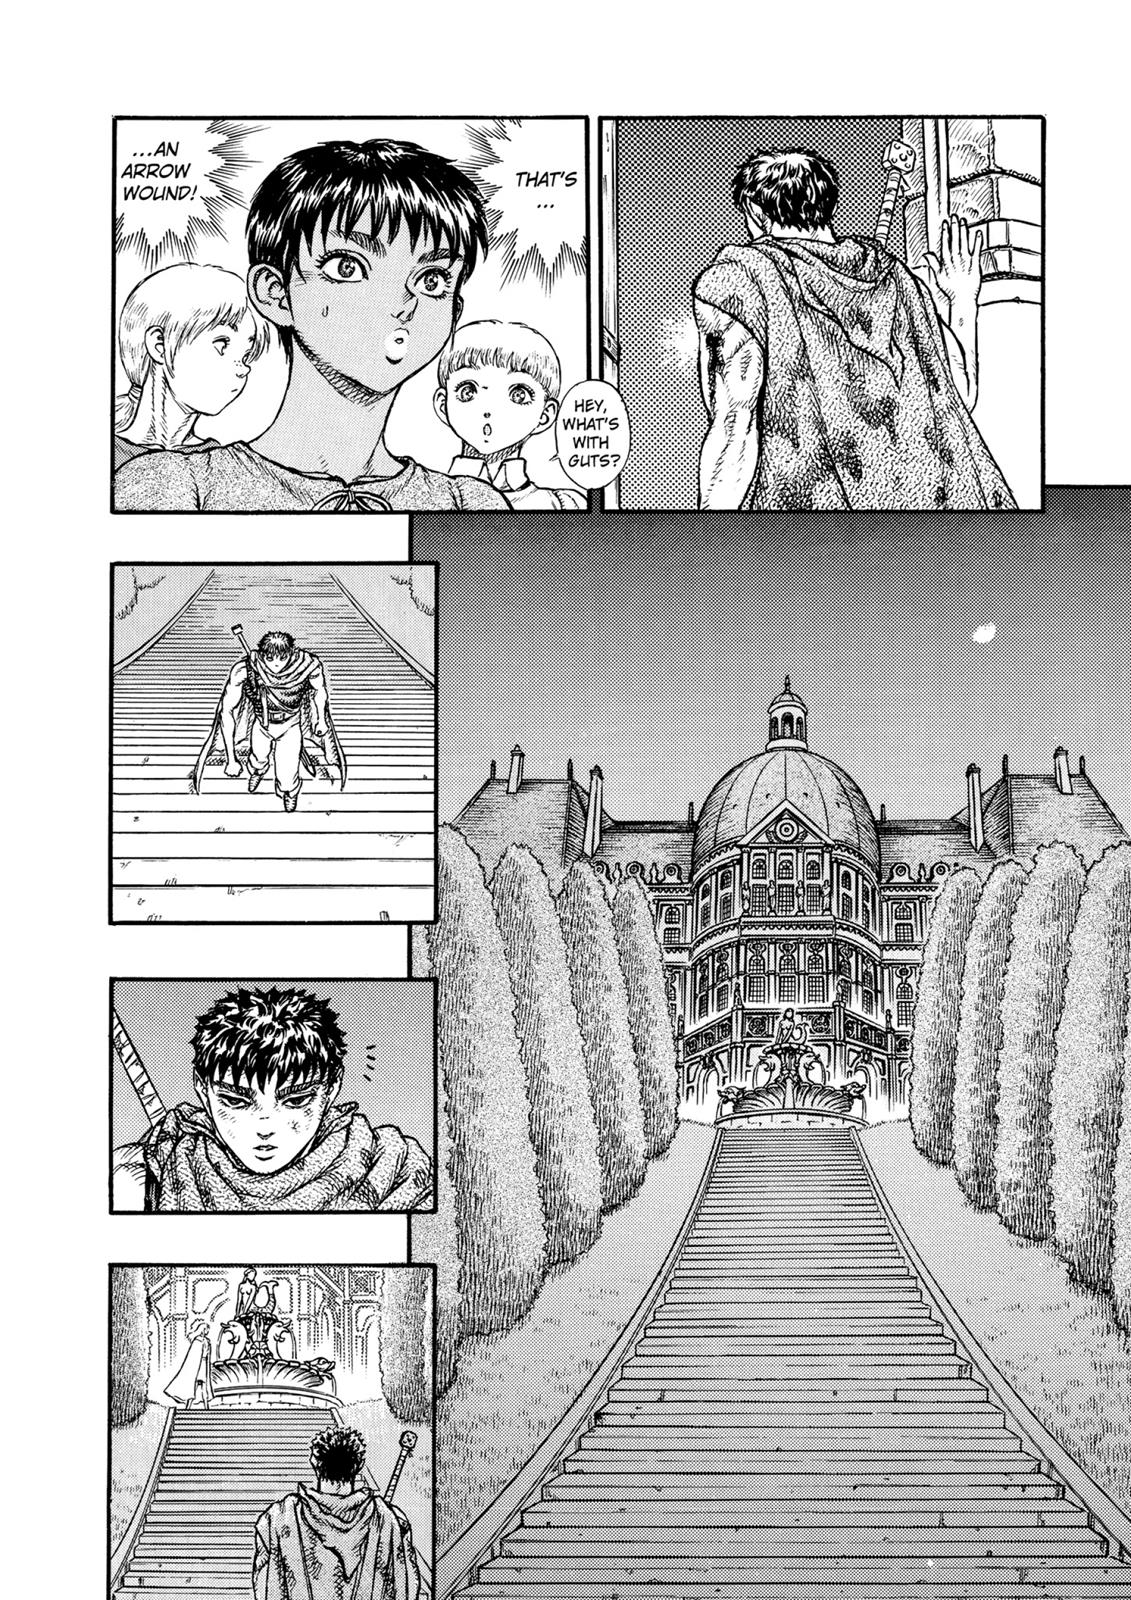 THAT'S
...
...AN
ARROW
WOUND!
HEY,
WHAT'S
WITH
GUTS?